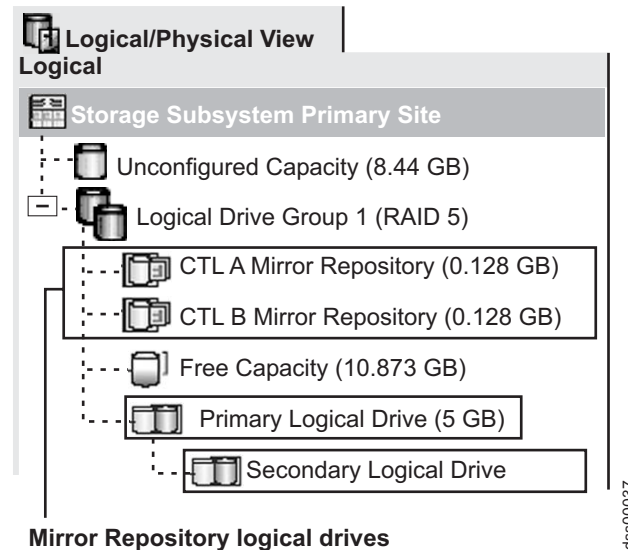 Logical/Physical View
Logical
Storage Subsystem Primary Site
Unconfigured Capacity (8.44 GB)
Logical Drive Group 1 (RAID 5)
CTL A Mirror Repository (0.128 GB)
CTL B Mirror Repository (0.128 GB)
Free Capacity (10.873 GB)
Primary Logical Drive (5 GB)
Secondary Logical Drive
Mirror Repository logical drives